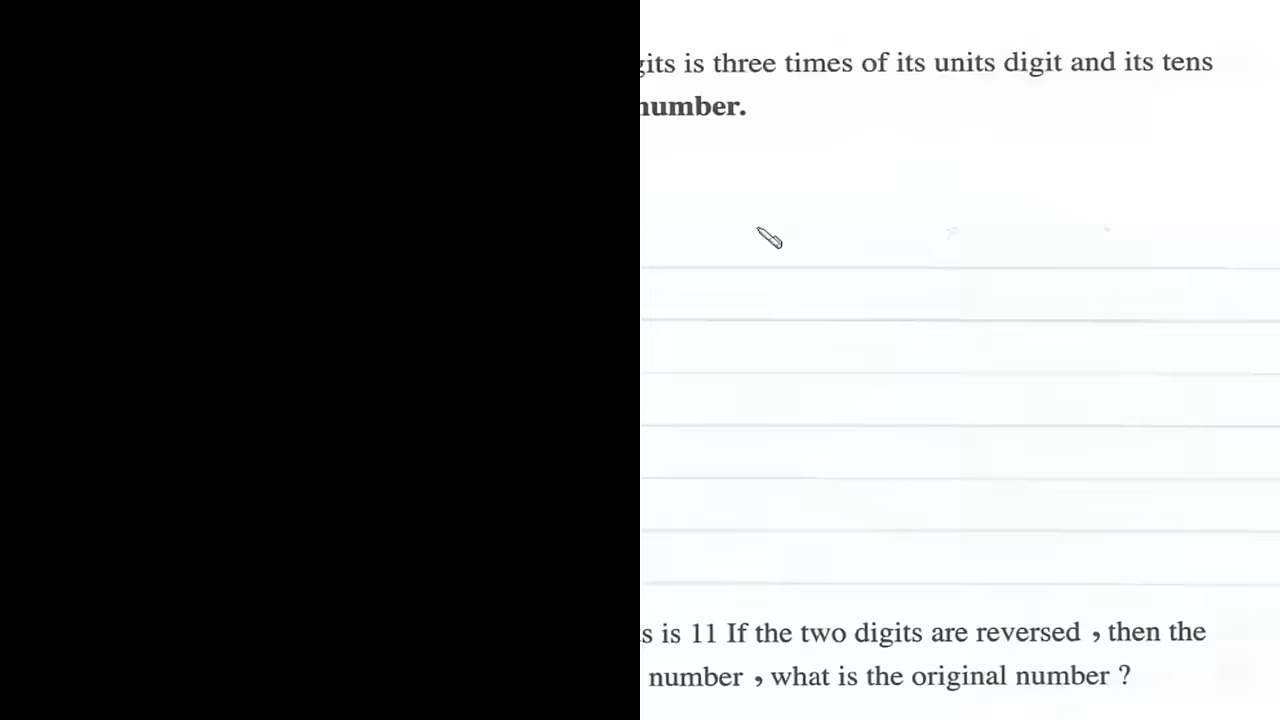 is three times of its units digit and its tens
number.
is 11 If the two digits are reversed , then the
number , what is the original number ?